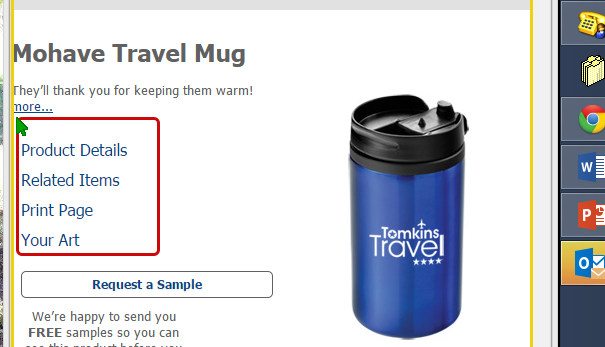 Mohave Travel Mug
They'll thank you for keeping them warm!
more...
Product Details
Related Items
Print Page
Your Art
Request a Sample
We're happy to send you
FREE samples so you can
see this product before you
Tomkins
Travel
W
P
O